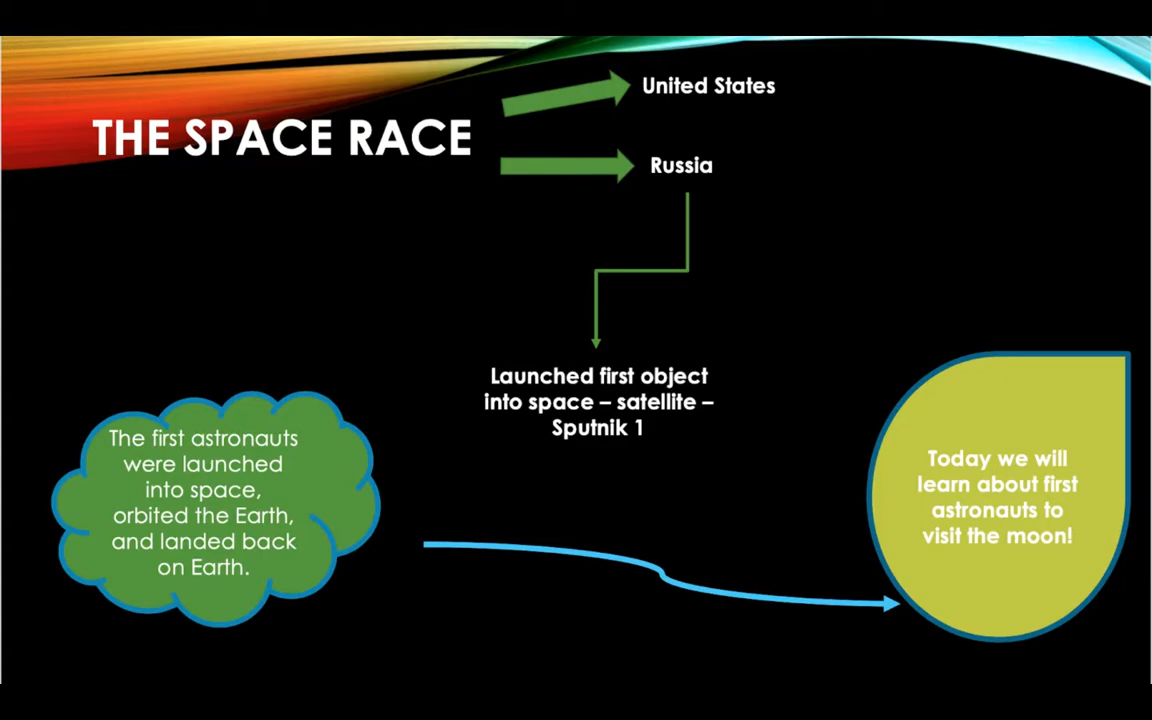 THE SPACE RACE
United States
Russia
Launched first object
into space – satellite –
Sputnik 1
The first astronauts
were launched
into space,
orbited the Earth,
and landed back
on Earth.
Today we will
learn about first
astronauts to
visit the moon!